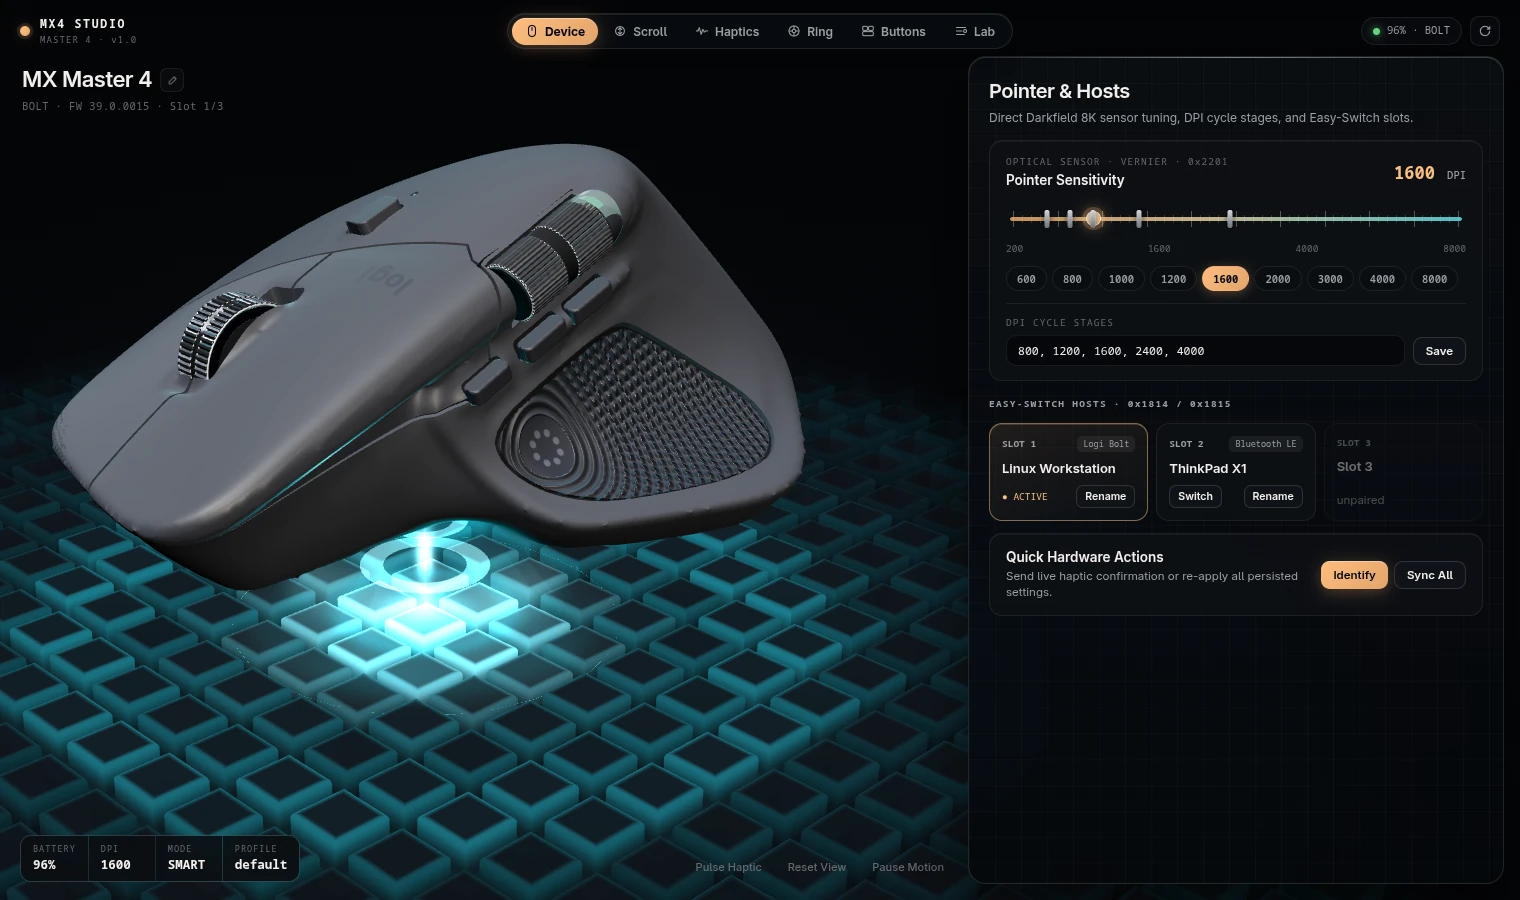 MX4 STUDIO
MASTER 4 · v1.0
Device
Scroll
Haptics
Ring
Buttons
Lab
96% · BOLT
MX Master 4
BOLT · FW 39.0.0015 · Slot 1/3
logi
Pointer & Hosts
Direct Darkfield 8K sensor tuning, DPI cycle stages, and Easy-Switch slots.
OPTICAL SENSOR · VERNIER · 0x2201
Pointer Sensitivity
1600 DPI
200 1600 4000 8000
600 800 1000 1200 1600 2000 3000 4000 8000
DPI CYCLE STAGES
800, 1200, 1600, 2400, 4000
Save
EASY-SWITCH HOSTS · 0x1814 / 0x1815
SLOT 1 Logi Bolt
Linux Workstation
● ACTIVE Rename
SLOT 2 Bluetooth LE
ThinkPad X1
Switch Rename
SLOT 3
Slot 3
unpaired
Quick Hardware Actions
Send live haptic confirmation or re-apply all persisted
settings.
Identify
Sync All
BATTERY
96%
DPI
1600
MODE
SMART
PROFILE
default
Pulse Haptic
Reset View
Pause Motion